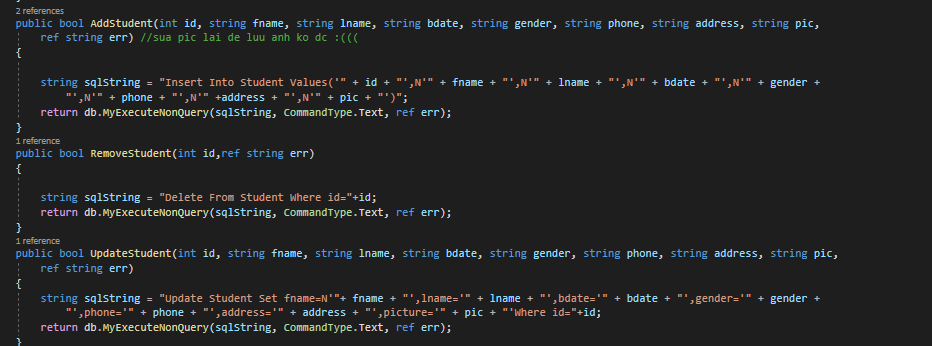 2 references
public bool AddStudent(int id, string fname, string lname, string bdate, string gender, string phone, string address, string pic,
ref string err) //sua pic lai de luu anh ko dc :(((
{
string sqlString = "Insert Into Student Values('" + id + "',N'" + fname + "',N'" + lname + "',N'" + bdate + "',N'" + gender +
"',N'" + phone + "',N'" +address + "',N'" + pic + "')";
return db.MyExecuteNonQuery(sqlString, CommandType.Text, ref err);
}
1 reference
public bool RemoveStudent(int id,ref string err)
{
string sqlString = "Delete From Student Where id="+id;
return db.MyExecuteNonQuery(sqlString, CommandType.Text, ref err);
}
1 reference
public bool UpdateStudent(int id, string fname, string lname, string bdate, string gender, string phone, string address, string pic,
ref string err)
{
string sqlString = "Update Student Set fname=N'"+ fname + "',lname='" + lname + "',bdate='" + bdate + "',gender='" + gender +
"',phone='" + phone + "',address='" + address + "',picture='" + pic + "'Where id="+id;
return db.MyExecuteNonQuery(sqlString, CommandType.Text, ref err);
}